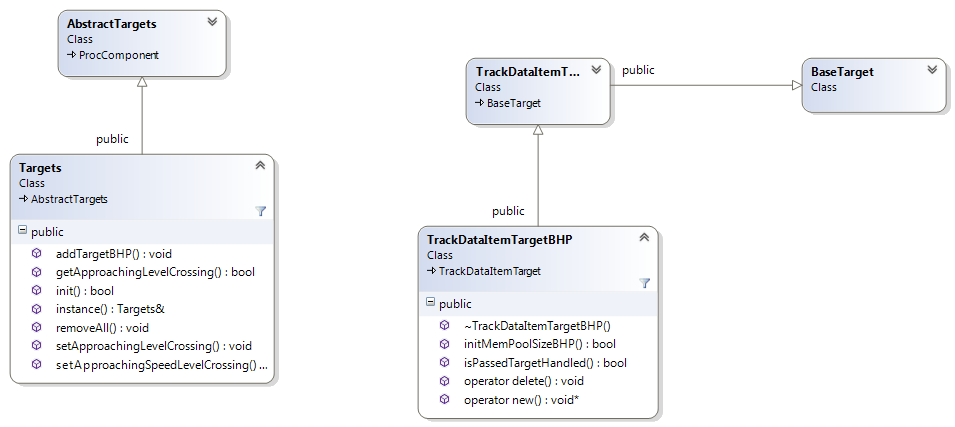 AbstractTargets
Class
ProcComponent
public
Targets
Class
AbstractTargets
public
addTargetBHP() : void
getApproachingLevelCrossing() : bool
init() : bool
instance() : Targets&
removeAll() : void
setApproachingLevelCrossing() : void
setApproachingSpeedLevelCrossing() ...
TrackDataItemT...
Class
BaseTarget
public
BaseTarget
Class
public
TrackDataItemTargetBHP
Class
TrackDataItemTarget
public
~TrackDataItemTargetBHP()
initMemPoolSizeBHP() : bool
isPassedTargetHandled() : bool
operator delete() : void
operator new() : void*